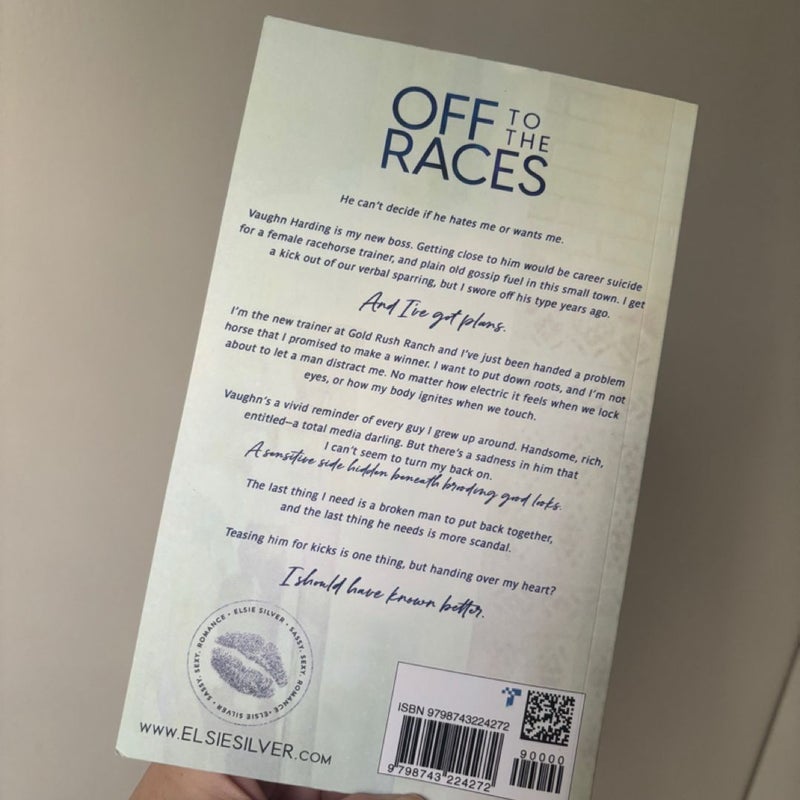 OFF TO
THE
RACES
He can't decide if he hates me or wants me.
Vaughn Harding is my new boss. Getting close to him would be career suicide
for a female racehorse trainer, and plain old gossip fuel in this small town. I get
a kick out of our verbal sparring, but I swore off his type years ago.
And I've got plans.
I'm the new trainer at Gold Rush Ranch and I've just been handed a problem
horse that I promised to make a winner. I want to put down roots, and I'm not
about to let a man distract me. No matter how electric it feels when we lock
eyes, or how my body ignites when we touch.
Vaughn's a vivid reminder of every guy I grew up around. Handsome, rich,
entitled—a total media darling. But there's a sadness in him that
I can't seem to turn my back on.
A sensitive side hidden beneath brooding good looks.
The last thing I need is a broken man to put back together,
and the last thing he needs is more scandal.
Teasing him for kicks is one thing, but handing over my heart?
I should have known better.
ELSIE SILVER • SASSY. SEXY. ROMANCE • ELSIE SILVER • SASSY. SEXY. ROMANCE •
WWW.ELSIESILVER.COM
ISBN 9798743224272
90000
9 798743 224272